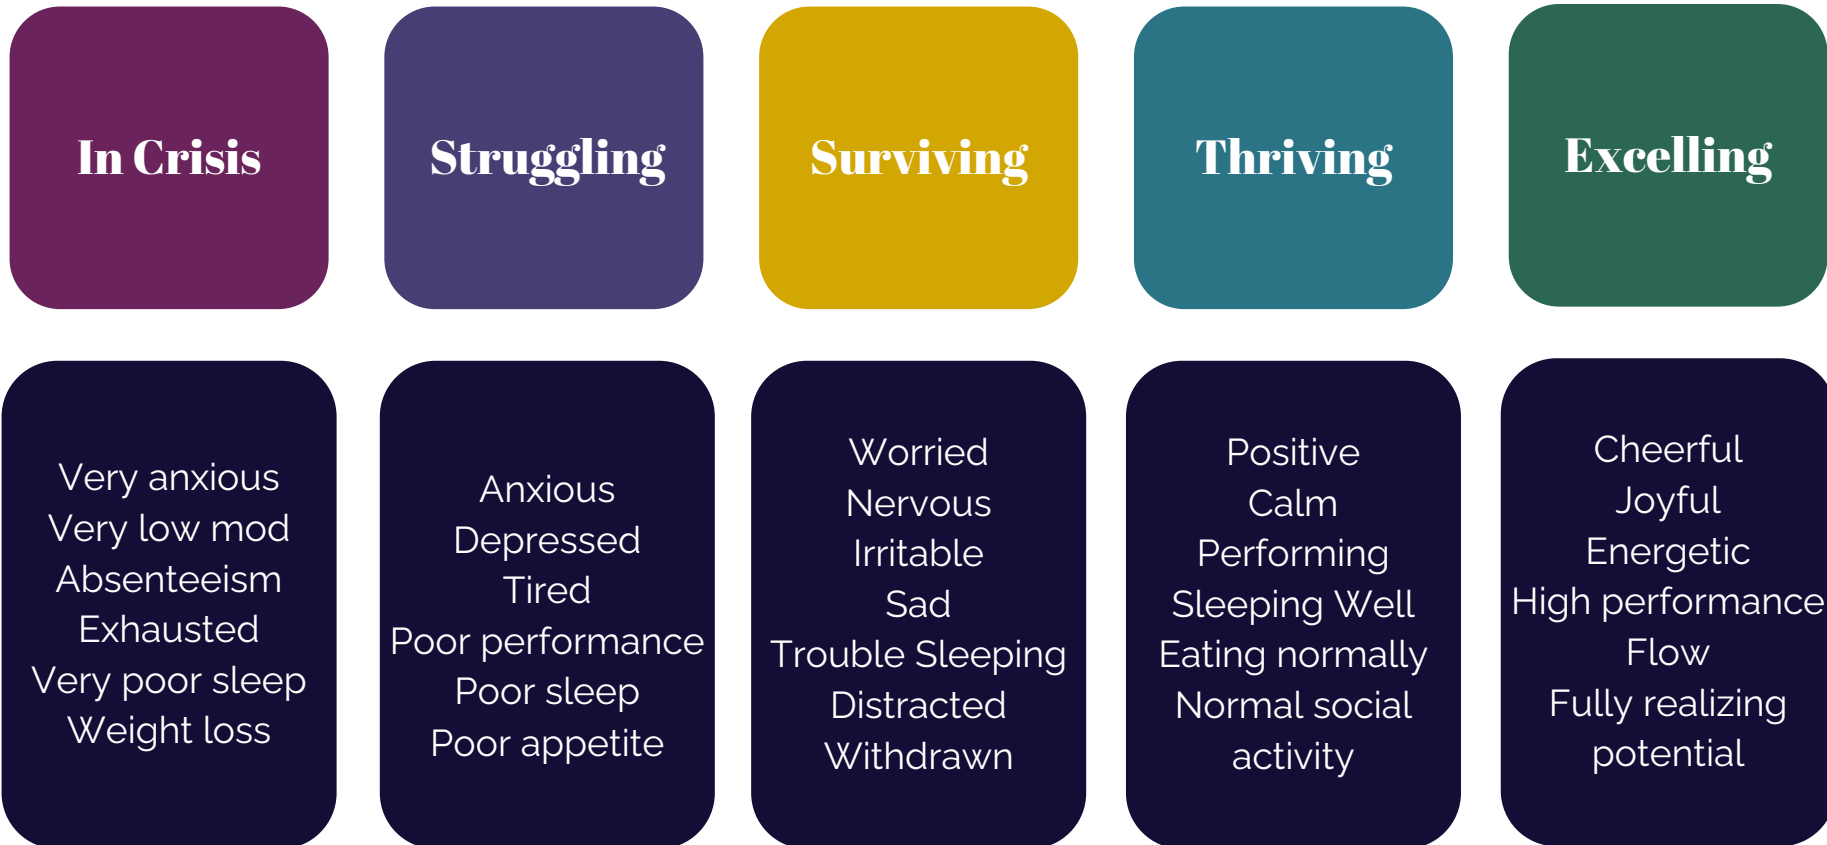 In Crisis
Struggling
Surviving
Thriving
Excelling
Very anxious
Very low mod
Absenteeism
Exhausted
Very poor sleep
Weight loss
Anxious
Depressed
Tired
Poor performance
Poor sleep
Poor appetite
Worried
Nervous
Irritable
Sad
Trouble Sleeping
Distracted
Withdrawn
Positive
Calm
Performing
Sleeping Well
Eating normally
Normal social
activity
Cheerful
Joyful
Energetic
High performance
Flow
Fully realizing
potential